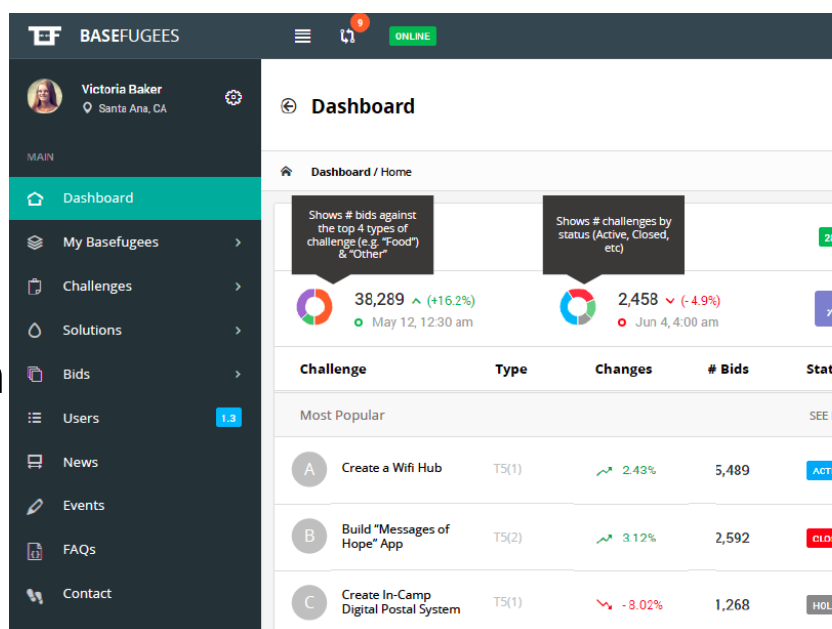 BASEFUGEES
9
ONLINE
Victoria Baker
Santa Ana, CA
MAIN
Dashboard
My Basefugees
Challenges
Solutions
Bids
Users
1.3
News
Events
FAQs
Contact
Dashboard
Dashboard / Home
Shows # bids against
the top 4 types of
challenge (e.g. “Food”)
& “Other”
Shows # challenges by
status (Active, Closed,
etc)
38,289 (+16.2%)
May 12, 12:30 am
2,458 (- 4.9%)
Jun 4, 4:00 am
Challenge Type Changes # Bids Stat
Most Popular SEE
A Create a Wifi Hub T5(1) 2.43% 5,489 ACT
B Build “Messages of
Hope” App T5(2) 3.12% 2,592 CLO
C Create In-Camp
Digital Postal System T5(1) - 8.02% 1,268 HOL